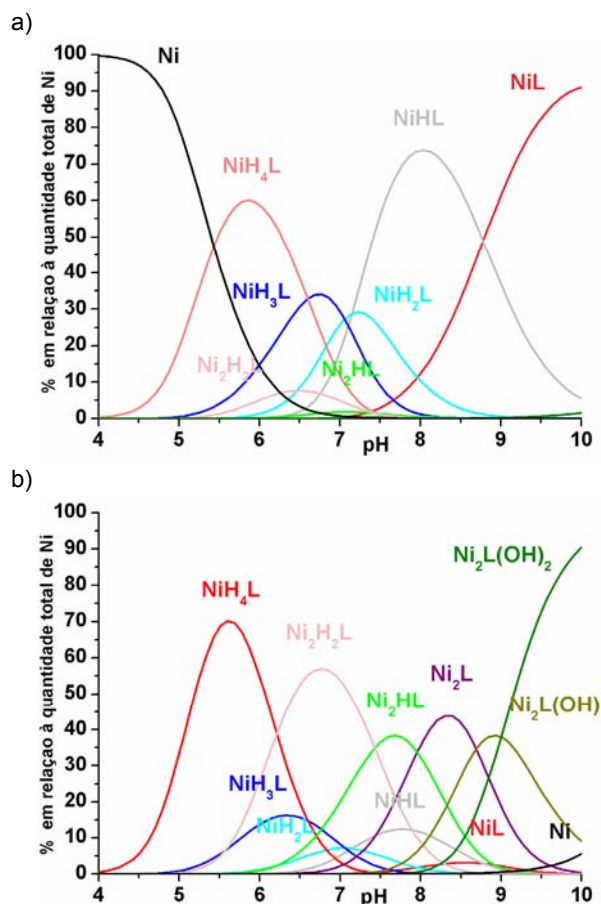 a)
% em relaçao à quantidade total de Ni
100
90
80
70
60
50
40
30
20
10
0
Ni
NiL
NiHL
NiH₄L
NiH₃L
NiH₂L
Ni₂HL
4 5 6 7 8 9 10
pH
b)
% em relaçao à quantidade total de Ni
100
90
80
70
60
50
40
30
20
10
0
Ni₂L(OH)₂
NiH₄L
Ni₂H₂L
Ni₂L
Ni₂HL
Ni₂L(OH)
NiH₃L
NiHL
NiH₂L
NiL
Ni
4 5 6 7 8 9 10
pH